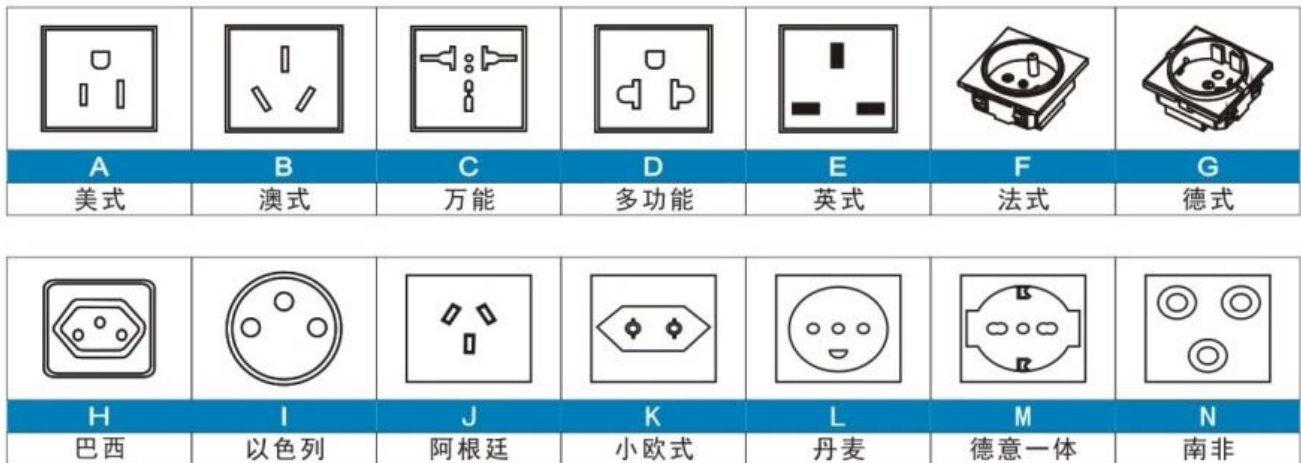 A B C D E F G
美式 澳式 万能 多功能 英式 法式 德式
H I J K L M N
巴西 以色列 阿根廷 小欧式 丹麦 德意一体 南非